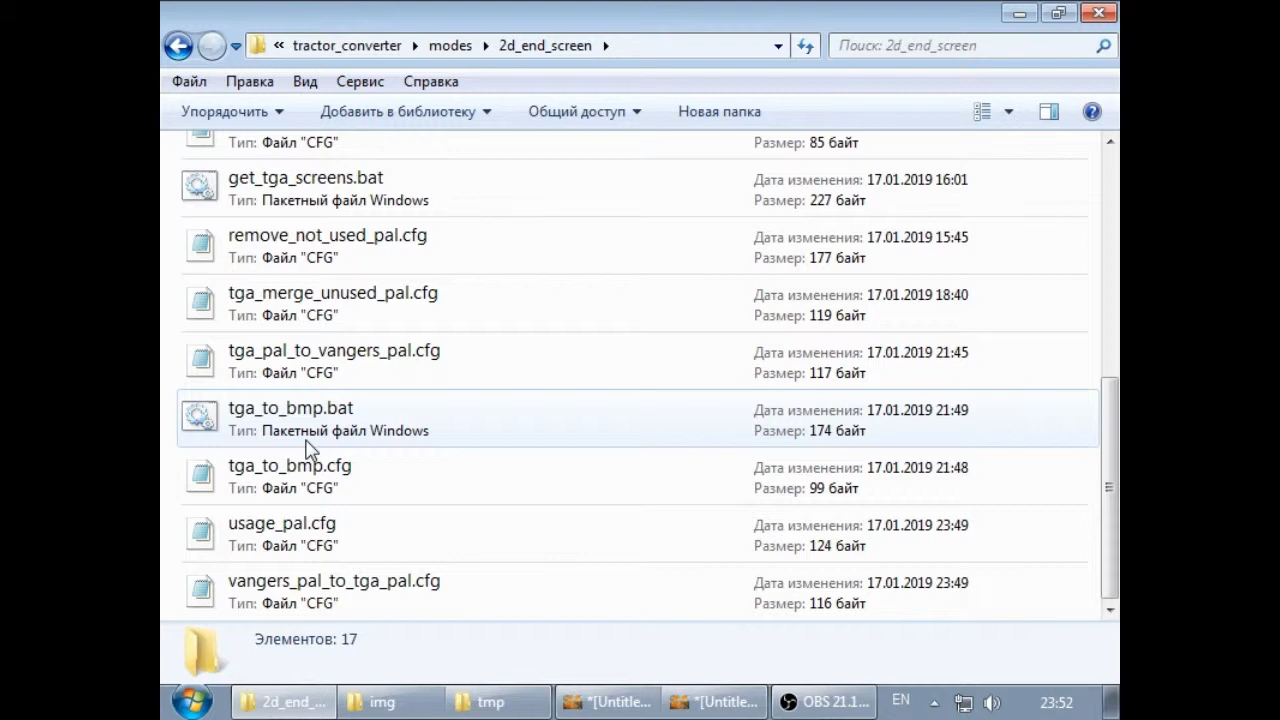 « tractor_converter ▸ modes ▸ 2d_end_screen ▸ Поиск: 2d_end_screen
Файл Правка Вид Сервис Справка
Упорядочить Добавить в библиотеку Общий доступ Новая папка
Тип: Файл "CFG" Размер: 85 байт
get_tga_screens.bat Дата изменения: 17.01.2019 16:01
Тип: Пакетный файл Windows Размер: 227 байт
remove_not_used_pal.cfg Дата изменения: 17.01.2019 15:45
Тип: Файл "CFG" Размер: 177 байт
tga_merge_unused_pal.cfg Дата изменения: 17.01.2019 18:40
Тип: Файл "CFG" Размер: 119 байт
tga_pal_to_vangers_pal.cfg Дата изменения: 17.01.2019 21:45
Тип: Файл "CFG" Размер: 117 байт
tga_to_bmp.bat Дата изменения: 17.01.2019 21:49
Тип: Пакетный файл Windows Размер: 174 байт
tga_to_bmp.cfg Дата изменения: 17.01.2019 21:48
Тип: Файл "CFG" Размер: 99 байт
usage_pal.cfg Дата изменения: 17.01.2019 23:49
Тип: Файл "CFG" Размер: 124 байт
vangers_pal_to_tga_pal.cfg Дата изменения: 17.01.2019 23:49
Тип: Файл "CFG" Размер: 116 байт
Элементов: 17
2d_end_... img tmp *[Untitle... *[Untitle... OBS 21.1... EN 23:52